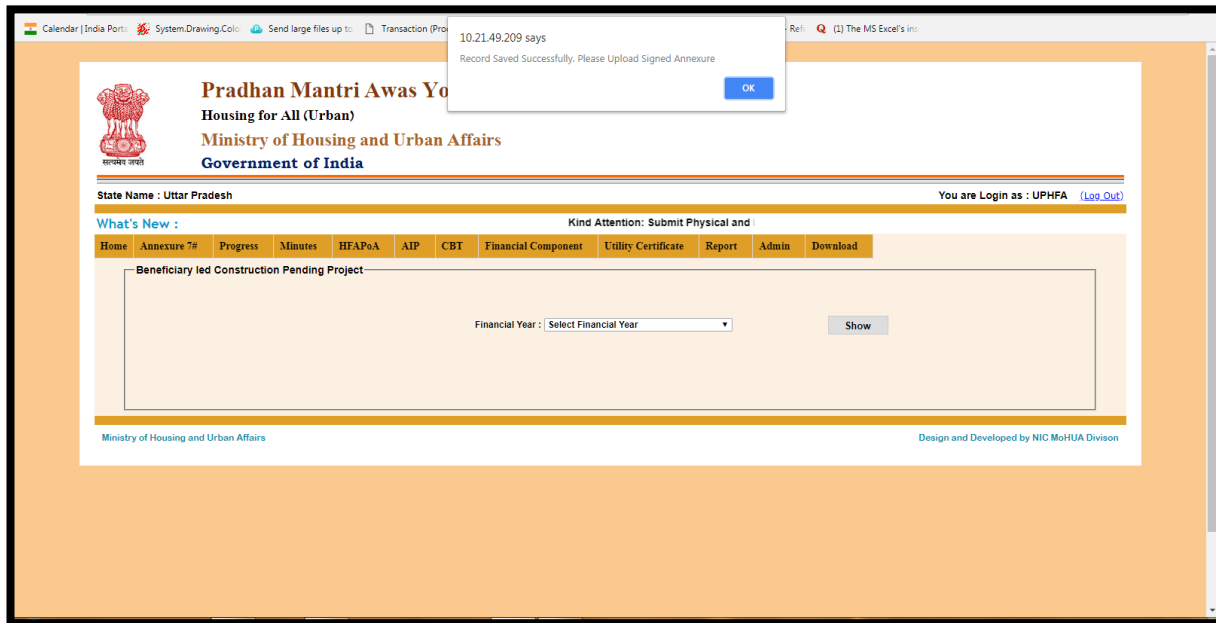 Calendar | India Porta
System.Drawing.Colo
Send large files up to
Transaction (Pro
Refe
(1) The MS Excel's ins
10.21.49.209 says
Record Saved Successfully. Please Upload Signed Annexure
OK
Pradhan Mantri Awas Yo
Housing for All (Urban)
Ministry of Housing and Urban Affairs
Government of India
सत्यमेव जयते
State Name : Uttar Pradesh
You are Login as : UPHFA (Log Out)
What's New :
Kind Attention: Submit Physical and
Home Annexure 7# Progress Minutes HFAPoA AIP CBT Financial Component Utility Certificate Report Admin Download
Beneficiary led Construction Pending Project
Financial Year : Select Financial Year
Show
Ministry of Housing and Urban Affairs
Design and Developed by NIC MoHUA Divison